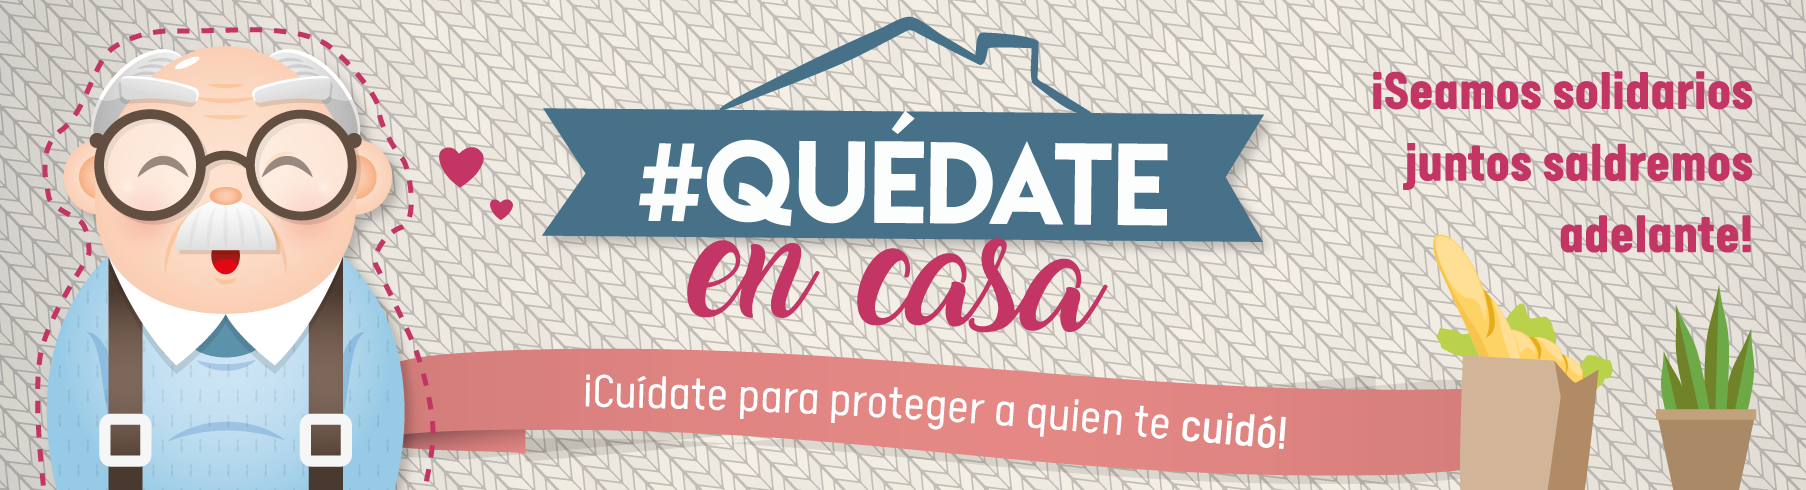 #QUÉDATE
en casa
¡Seamos solidarios
juntos saldremos
adelante!
¡Cuídate para proteger a quien te cuidó!